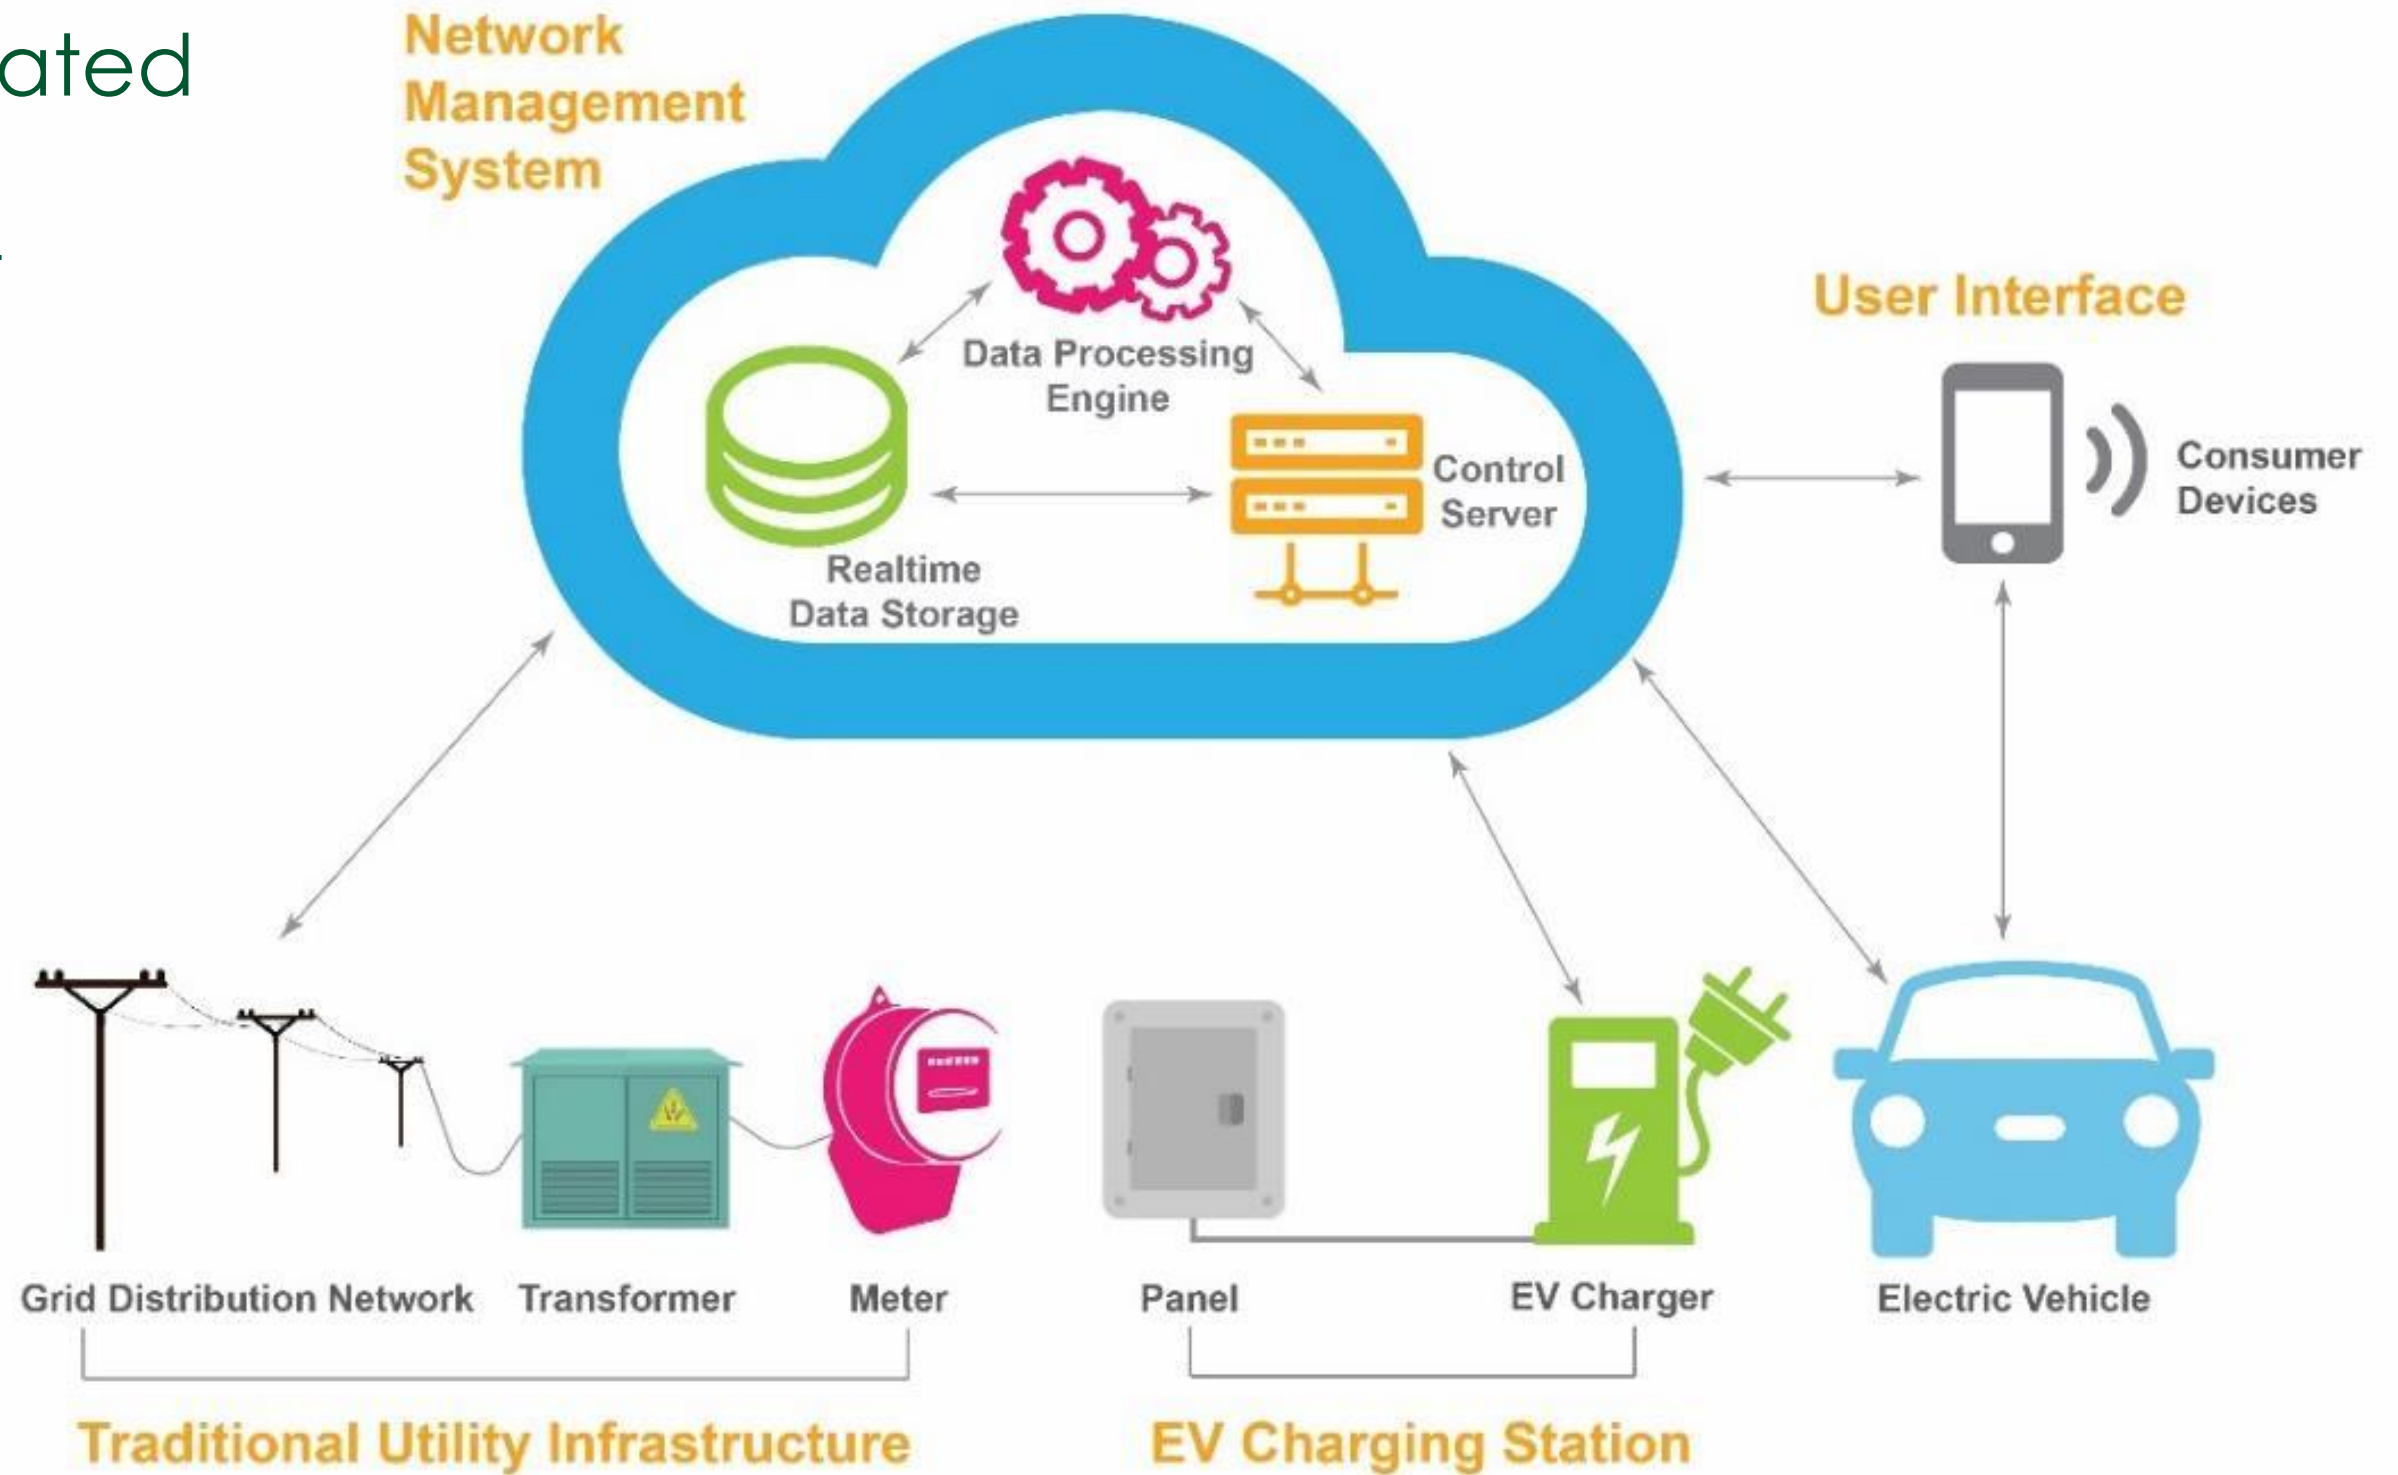 ated
Network
Management
System
Data Processing
Engine
Control
Server
Realtime
Data Storage
User Interface
Consumer
Devices
Grid Distribution Network
Transformer
Meter
Panel
EV Charger
Electric Vehicle
Traditional Utility Infrastructure
EV Charging Station